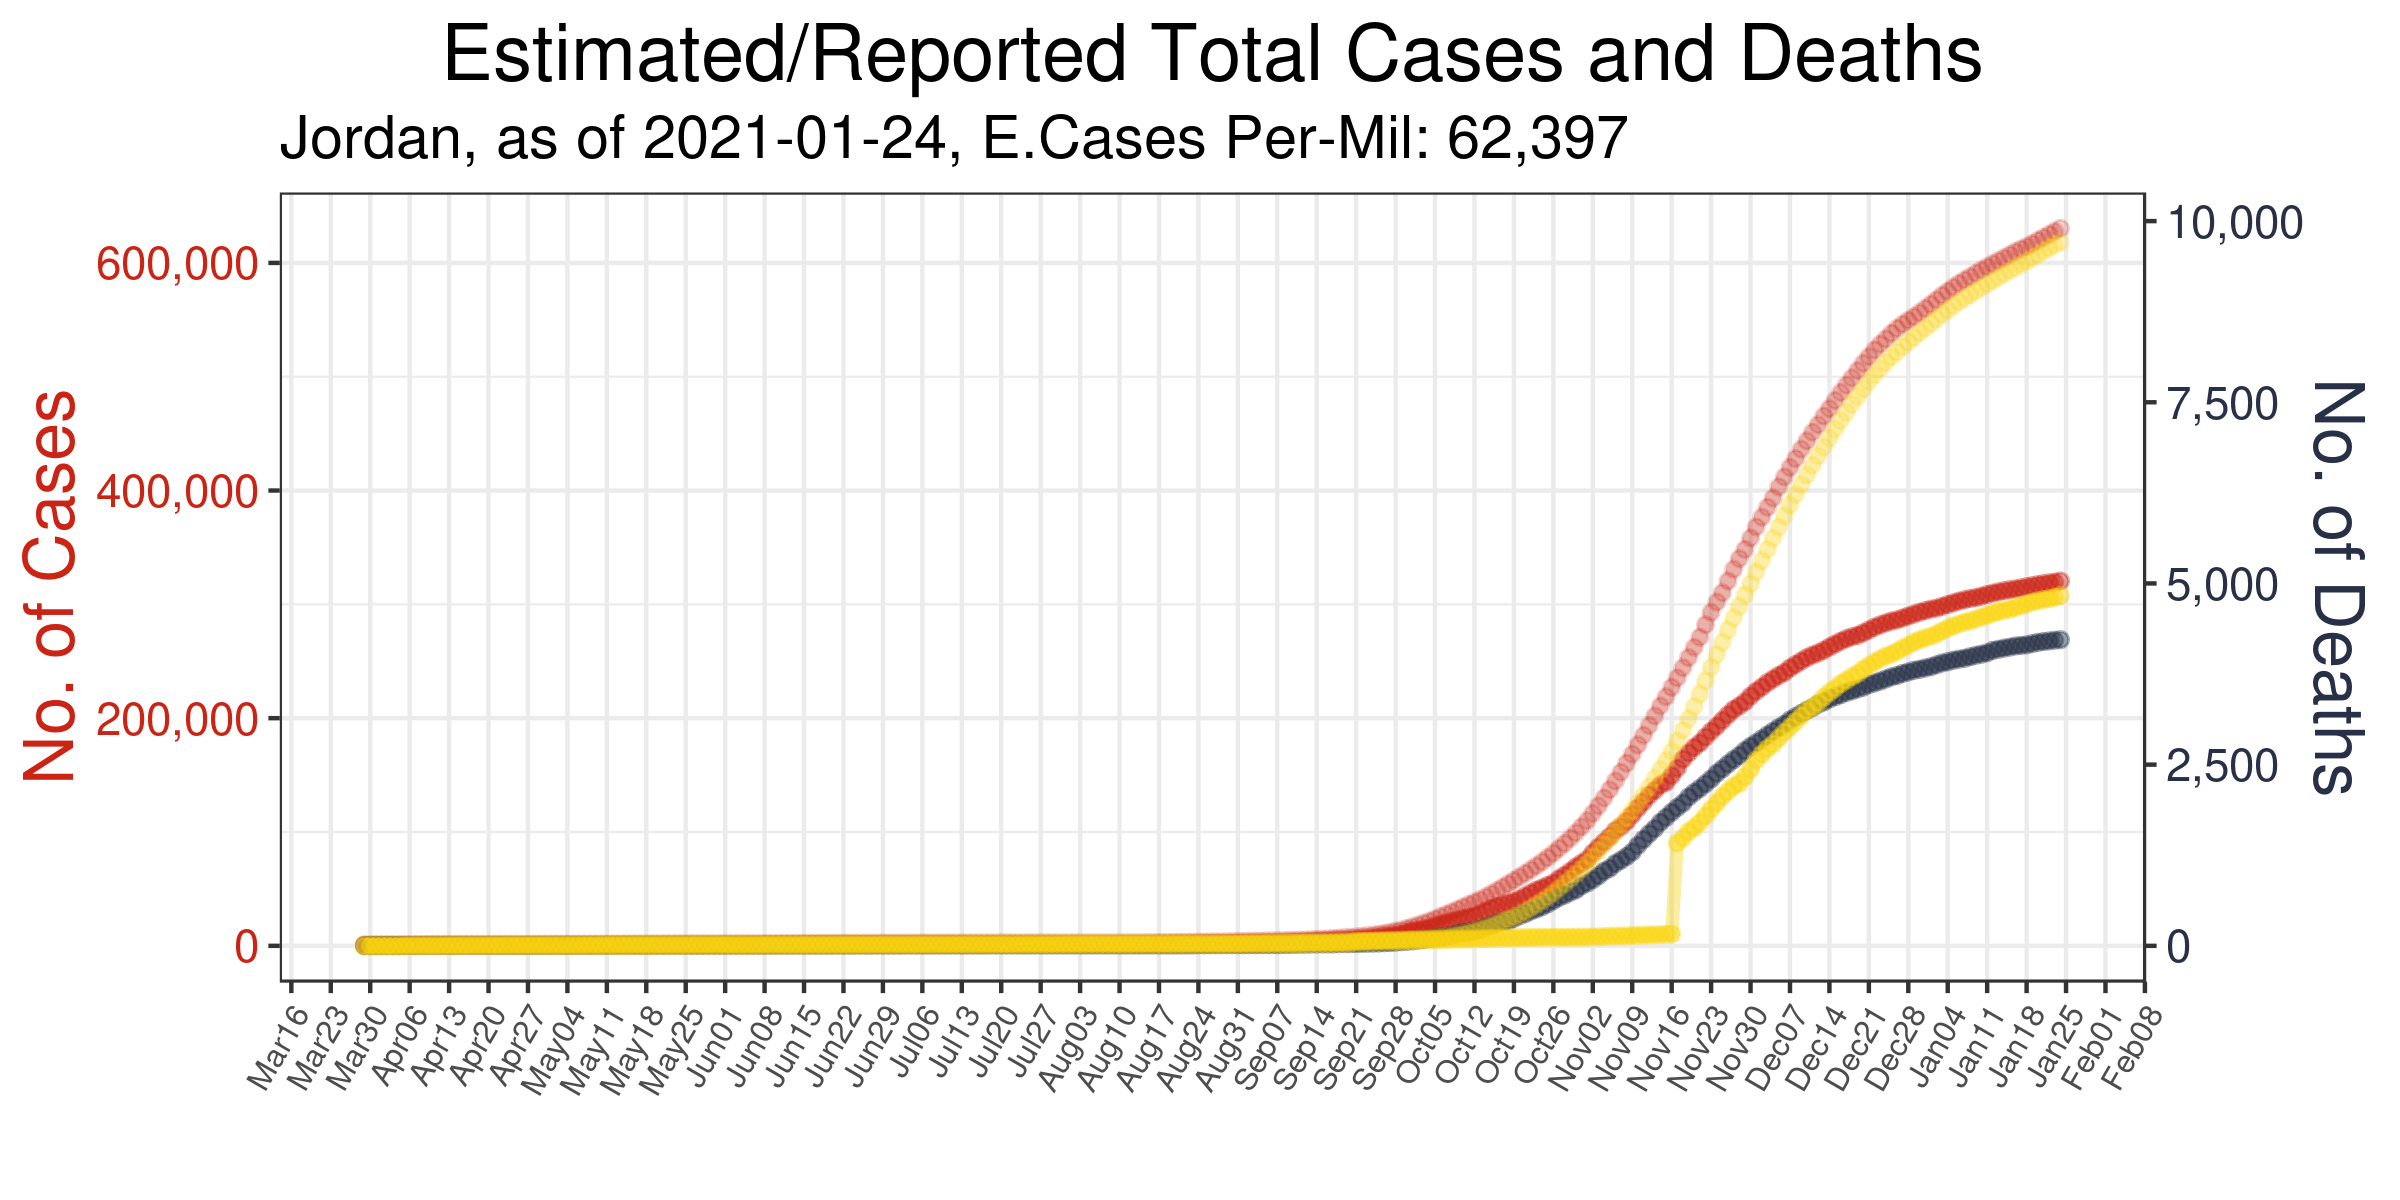 Estimated/Reported Total Cases and Deaths
Jordan, as of 2021-01-24, E.Cases Per-Mil: 62,397
No. of Cases
600,000
400,000
200,000
0
10,000
7,500
5,000
2,500
0
No. of Deaths
Mar16
Mar23
Mar30
Apr06
Apr13
Apr20
Apr27
May04
May11
May18
May25
Jun01
Jun08
Jun15
Jun22
Jun29
Jul06
Jul13
Jul20
Jul27
Aug03
Aug10
Aug17
Aug24
Aug31
Sep07
Sep14
Sep21
Sep28
Oct05
Oct12
Oct19
Oct26
Nov02
Nov09
Nov16
Nov23
Nov30
Dec07
Dec14
Dec21
Dec28
Jan04
Jan11
Jan18
Jan25
Feb01
Feb08